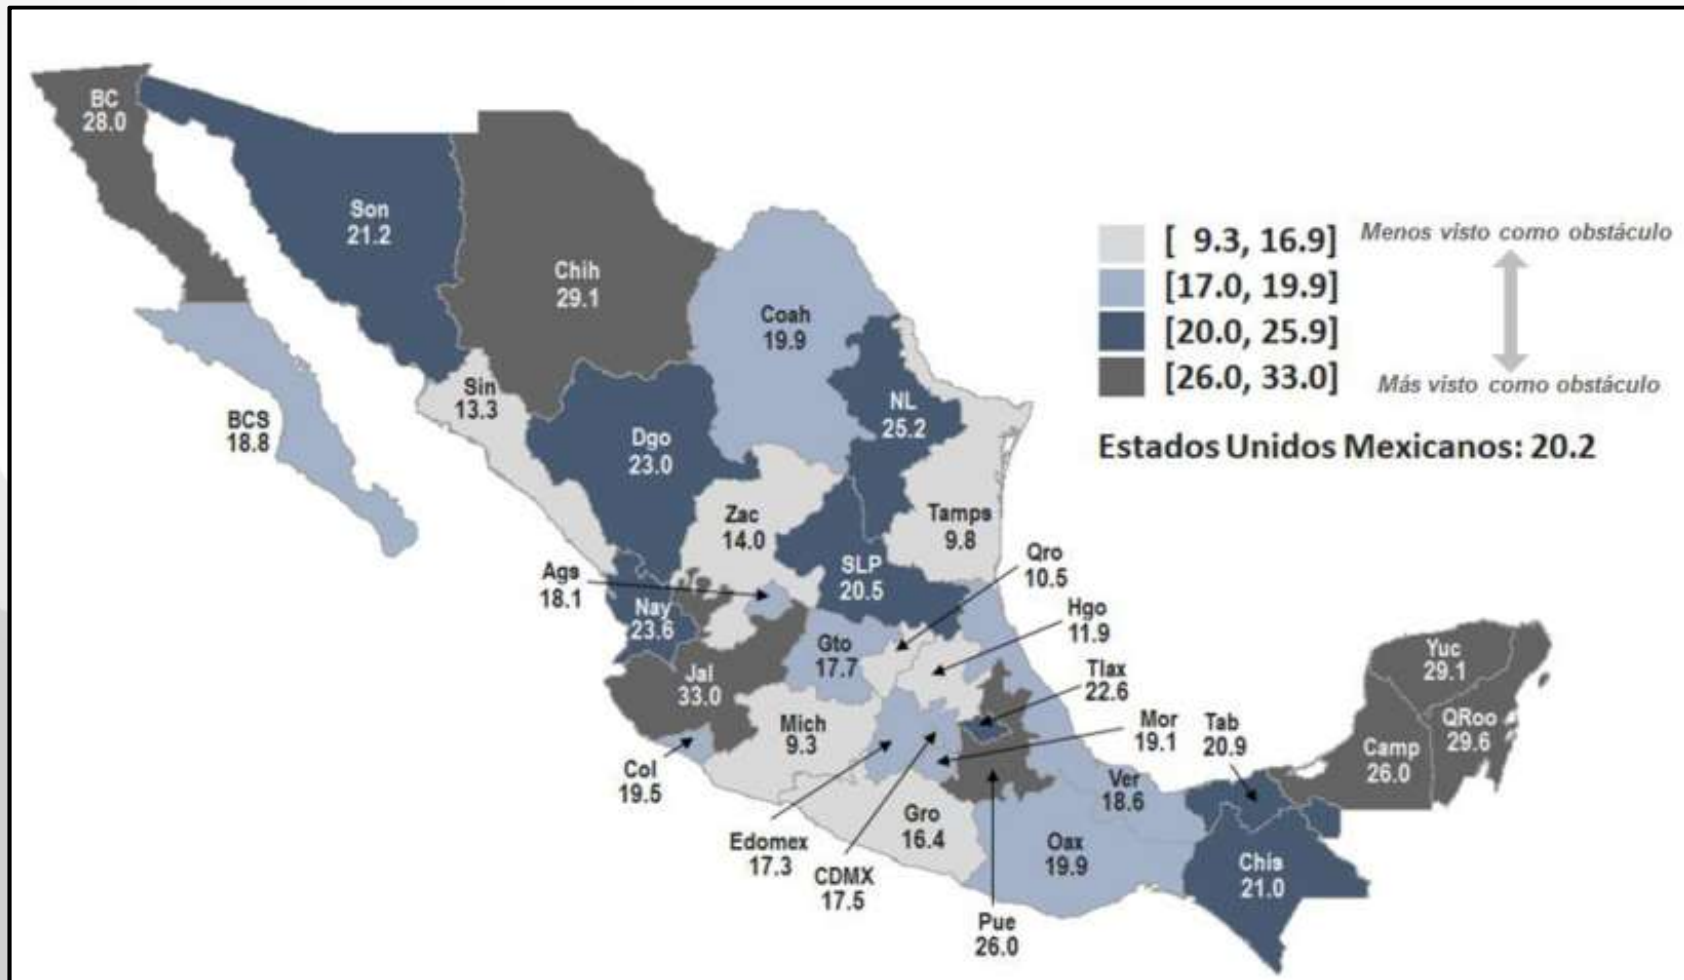 BC
28.0
Son
21.2
Chih
29.1
Coah
19.9
Sin
13.3
BCS
18.8
Dgo
23.0
NL
25.2
Zac
14.0
Tamps
9.8
Ags
18.1
SLP
20.5
Qro
10.5
Nay
23.6
Hgo
11.9
Gto
17.7
Jal
33.0
Tlax
22.6
Mich
9.3
Mor
19.1
Tab
20.9
Yuc
29.1
QRoo
29.6
Camp
26.0
Col
19.5
Ver
18.6
Gro
16.4
Edomex
17.3
CDMX
17.5
Oax
19.9
Chis
21.0
Pue
26.0
[ 9.3, 16.9] Menos visto como obstáculo
[17.0, 19.9]
[20.0, 25.9]
[26.0, 33.0] Más visto como obstáculo
Estados Unidos Mexicanos: 20.2